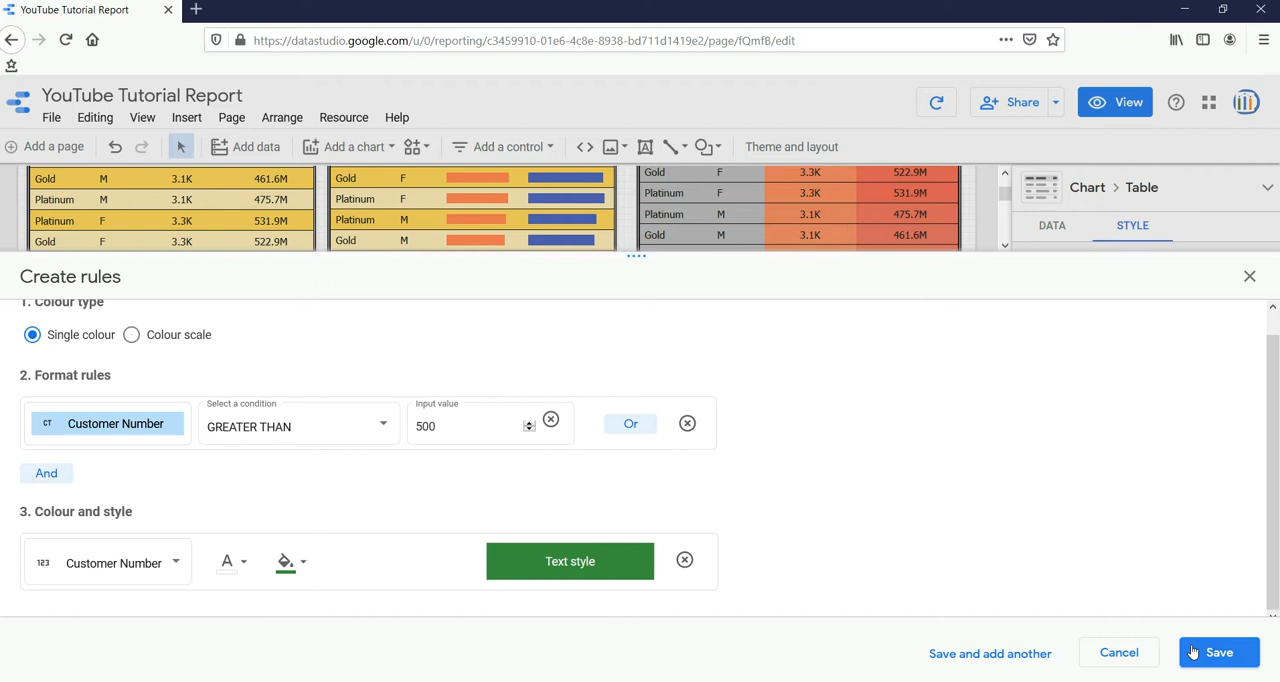 YouTube Tutorial Report
https://datastudio.google.com/u/0/reporting/c3459910-01e6-4c8e-8938-bd711d1419e2/page/fQmfB/edit
YouTube Tutorial Report
File Editing View Insert Page Arrange Resource Help
Share
View
Add a page
Add data
Add a chart
Add a control
Theme and layout
Gold M 3.1K 461.6M
Platinum M 3.1K 475.7M
Platinum F 3.3K 531.9M
Gold F 3.3K 522.9M
Gold F
Platinum F
Platinum M
Gold M
Gold F 3.3K 522.9M
Platinum F 3.3K 531.9M
Platinum M 3.1K 475.7M
Gold M 3.1K 461.6M
Chart > Table
DATA STYLE
Create rules
1. Colour type
Single colour Colour scale
2. Format rules
CT Customer Number
Select a condition
GREATER THAN
Input value
500
Or
And
3. Colour and style
123 Customer Number
A
Text style
Save and add another
Cancel
Save